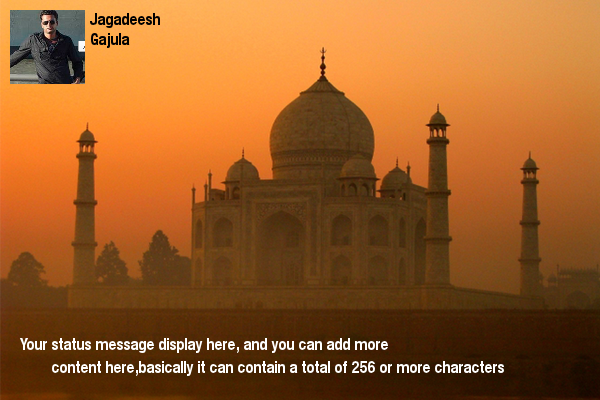 Jagadeesh
Gajula
Your status message display here, and you can add more
content here,basically it can contain a total of 256 or more characters